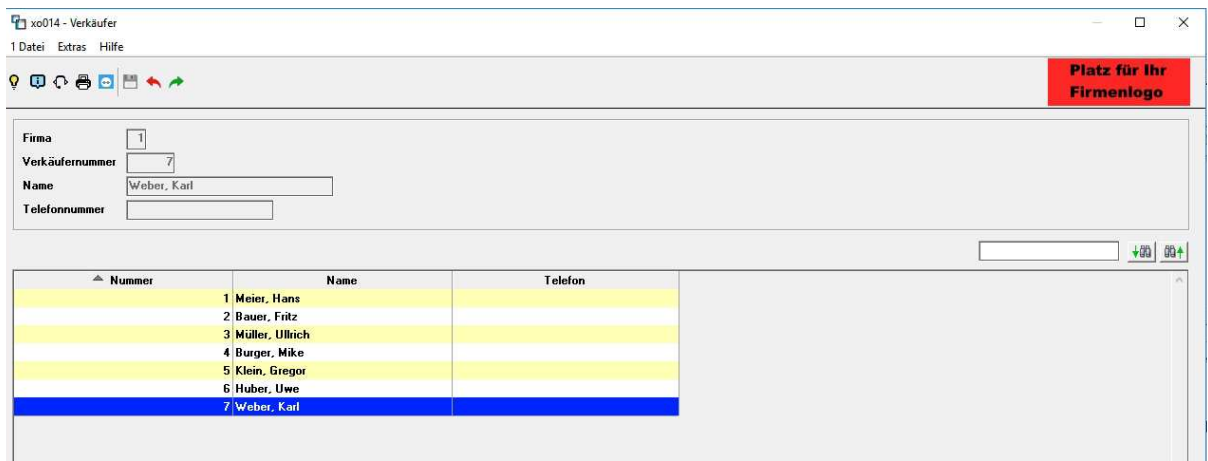 xo014 - Verkäufer
1 Datei Extras Hilfe
Platz für Ihr
Firmenlogo
Firma 1
Verkäufernummer 7
Name Weber, Karl
Telefonnummer
Nummer Name Telefon
1 Meier, Hans
2 Bauer, Fritz
3 Müller, Ullrich
4 Burger, Mike
5 Klein, Gregor
6 Huber, Uwe
7 Weber, Karl